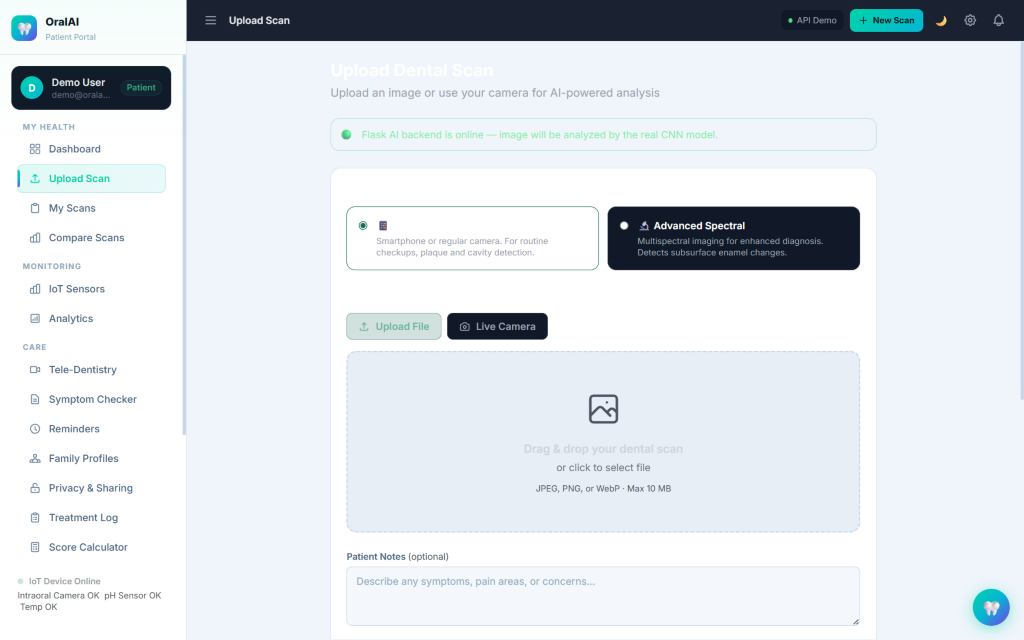 OralAI
Patient Portal
D
Demo User
demo@orala...
Patient
MY HEALTH
Dashboard
Upload Scan
My Scans
Compare Scans
MONITORING
IoT Sensors
Analytics
CARE
Tele-Dentistry
Symptom Checker
Reminders
Family Profiles
Privacy & Sharing
Treatment Log
Score Calculator
IoT Device Online
Intraoral Camera OK pH Sensor OK
Temp OK
Upload Scan
API Demo
New Scan
Upload Dental Scan
Upload an image or use your camera for AI-powered analysis
Flask AI backend is online — image will be analyzed by the real CNN model.
Smartphone or regular camera. For routine
checkups, plaque and cavity detection.
Advanced Spectral
Multispectral imaging for enhanced diagnosis.
Detects subsurface enamel changes.
Upload File
Live Camera
Drag & drop your dental scan
or click to select file
JPEG, PNG, or WebP · Max 10 MB
Patient Notes (optional)
Describe any symptoms, pain areas, or concerns...